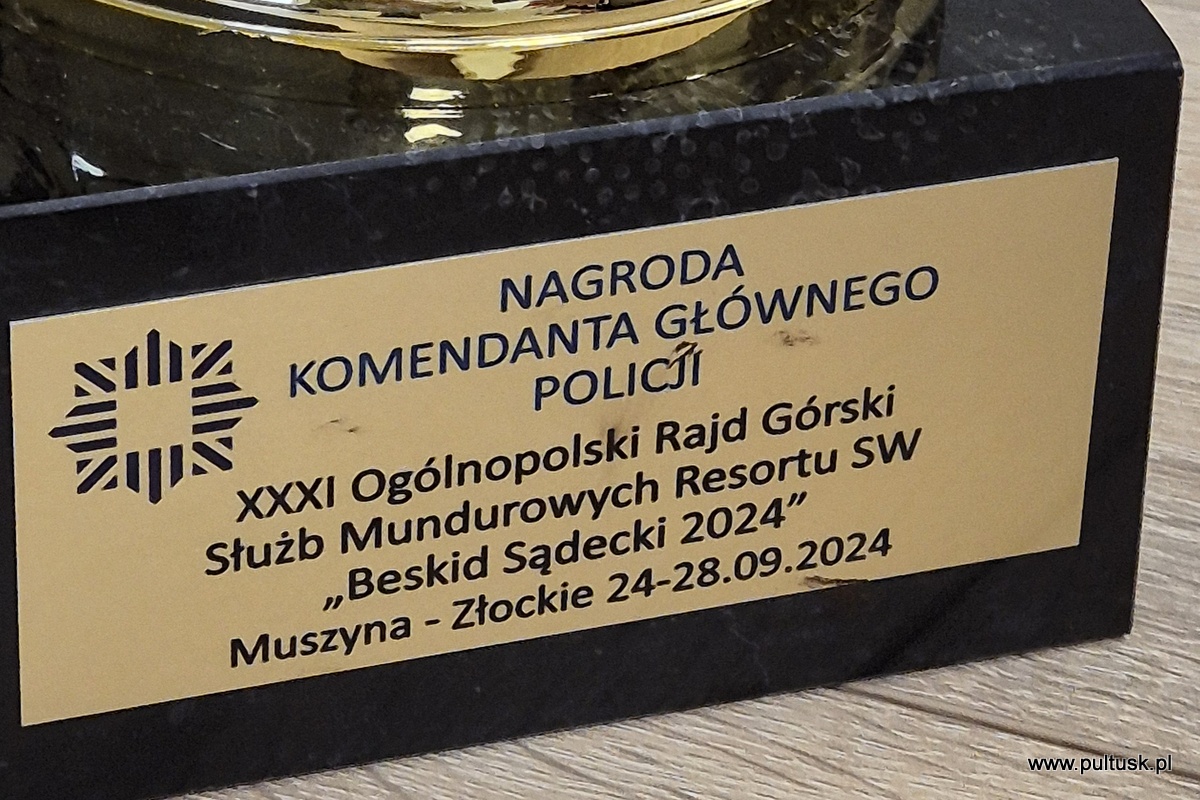 NAGRODA
KOMENDANTA GŁÓWNEGO
POLICJI
XXXI Ogólnopolski Rajd Górski
Służb Mundurowych Resortu SW
„Beskid Sądecki 2024”
Muszyna - Złockie 24-28.09.2024
www.pultusk.pl